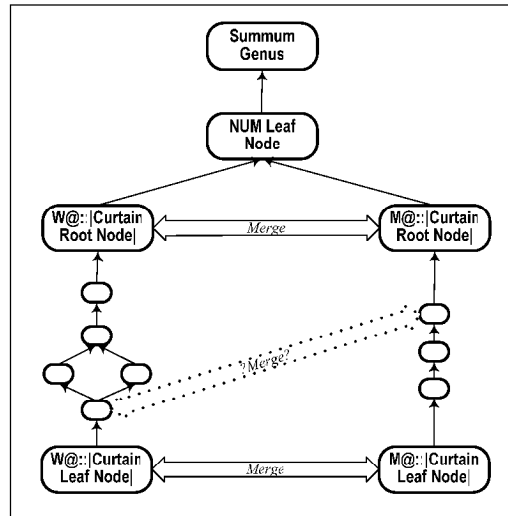 Summum
Genus
NUM Leaf
Node
W@::|Curtain
Root Node|
Merge
M@::|Curtain
Root Node|
?Merge?
W@::|Curtain
Leaf Node|
Merge
M@::|Curtain
Leaf Node|